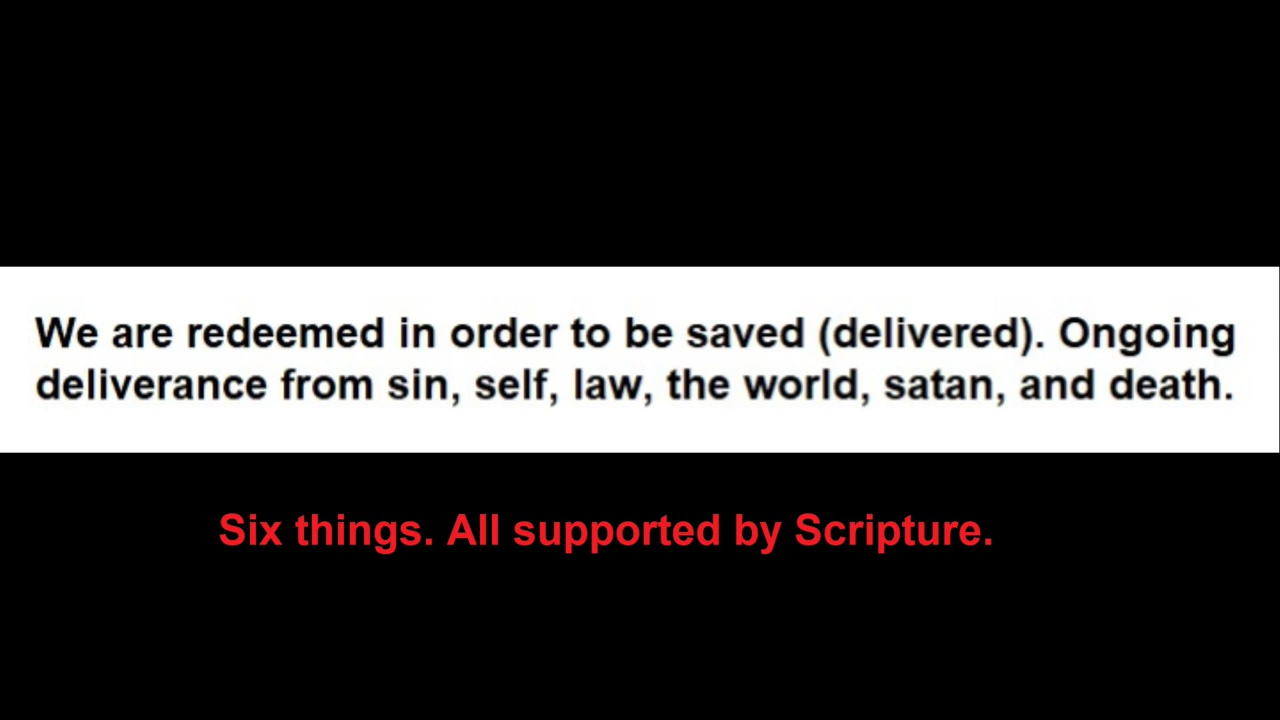 We are redeemed in order to be saved (delivered). Ongoing
deliverance from sin, self, law, the world, satan, and death.
Six things. All supported by Scripture.